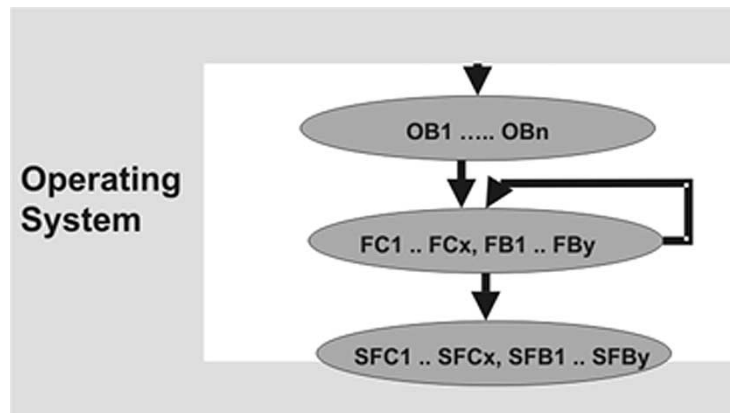 OB1 ..... OBn
Operating
System
FC1 .. FCx, FB1 .. FBy
SFC1 .. SFCx, SFB1 .. SFBy